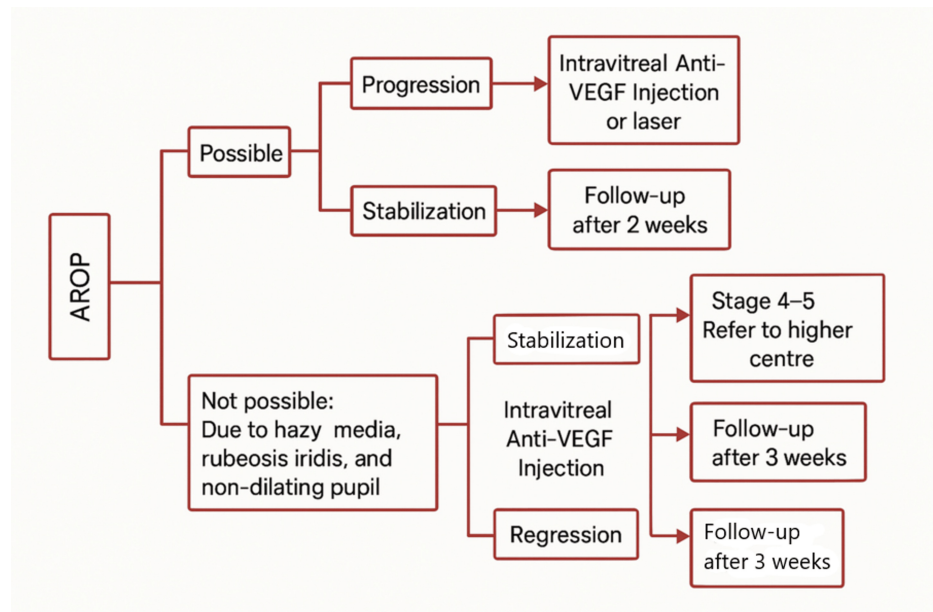 AROP
Possible
Progression
Intravitreal Anti-
VEGF Injection
or laser
Stabilization
Follow-up
after 2 weeks
Not possible:
Due to hazy media,
rubeosis iridis, and
non-dilating pupil
Stabilization
Intravitreal
Anti-VEGF
Injection
Regression
Stage 4–5
Refer to higher
centre
Follow-up
after 3 weeks
Follow-up
after 3 weeks